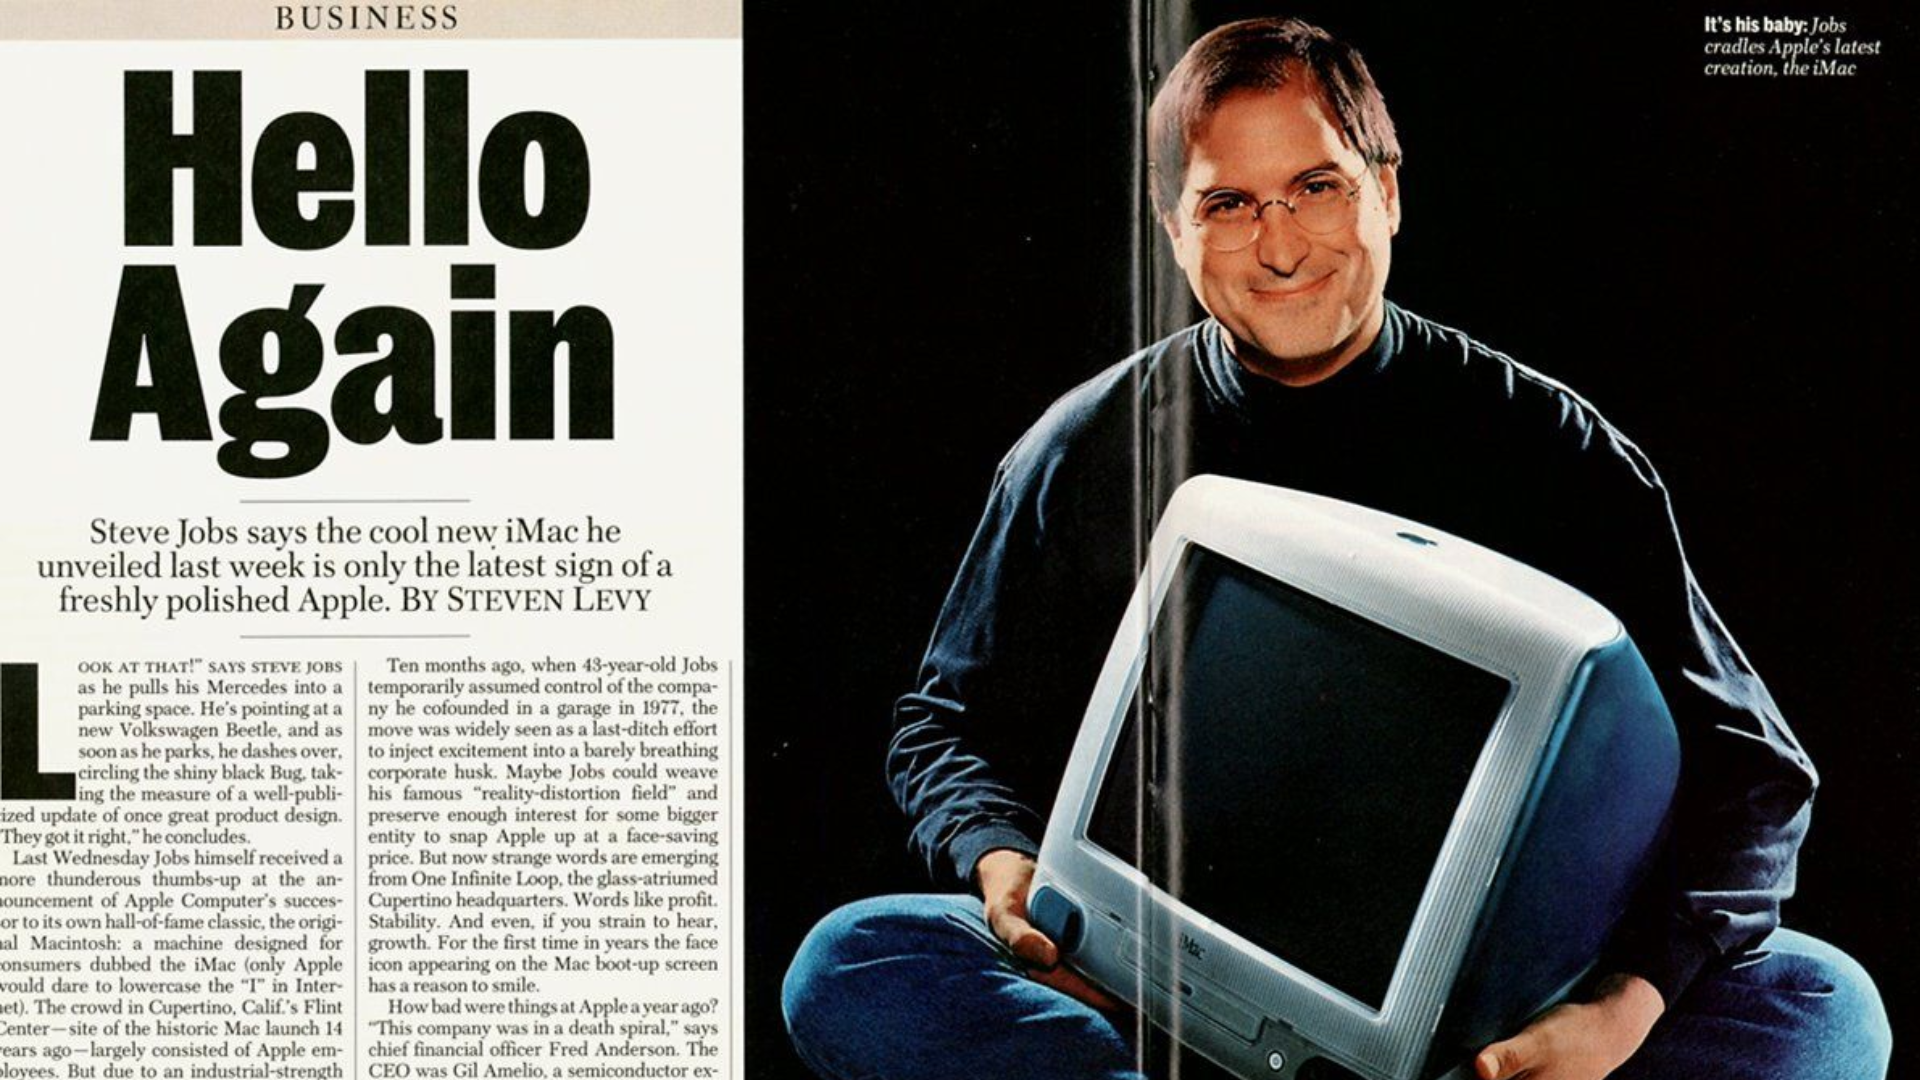 BUSINESS
Hello
Again
Steve Jobs says the cool new iMac he
unveiled last week is only the latest sign of a
freshly polished Apple. BY STEVEN LEVY
LOOK AT THAT!” SAYS STEVE JOBS
as he pulls his Mercedes into a
parking space. He's pointing at a
new Volkswagen Beetle, and as
soon as he parks, he dashes over,
circling the shiny black Bug, tak-
ing the measure of a well-publi-
ized update of once great product design.
They got it right,” he concludes.
Last Wednesday Jobs himself received a
more thunderous thumbs-up at the an-
nouncement of Apple Computer's succes-
or to its own hall-of-fame classic, the origi-
nal Macintosh: a machine designed for
consumers dubbed the iMac (only Apple
would dare to lowercase the “I” in Inter-
net). The crowd in Cupertino, Calif.'s Flint
Center—site of the historic Mac launch 14
years ago—largely consisted of Apple em-
ployees. But due to an industrial-strength
Ten months ago, when 43-year-old Jobs
temporarily assumed control of the compa-
ny he cofounded in a garage in 1977, the
move was widely seen as a last-ditch effort
to inject excitement into a barely breathing
corporate husk. Maybe Jobs could weave
his famous “reality-distortion field” and
preserve enough interest for some bigger
entity to snap Apple up at a face-saving
price. But now strange words are emerging
from One Infinite Loop, the glass-atriumed
Cupertino headquarters. Words like profit.
Stability. And even, if you strain to hear,
growth. For the first time in years the face
icon appearing on the Mac boot-up screen
has a reason to smile.
How bad were things at Apple a year ago?
“This company was in a death spiral,” says
chief financial officer Fred Anderson. The
CEO was Gil Amelio, a semiconductor ex-
It's his baby: Jobs
cradles Apple's latest
creation, the iMac
iMac